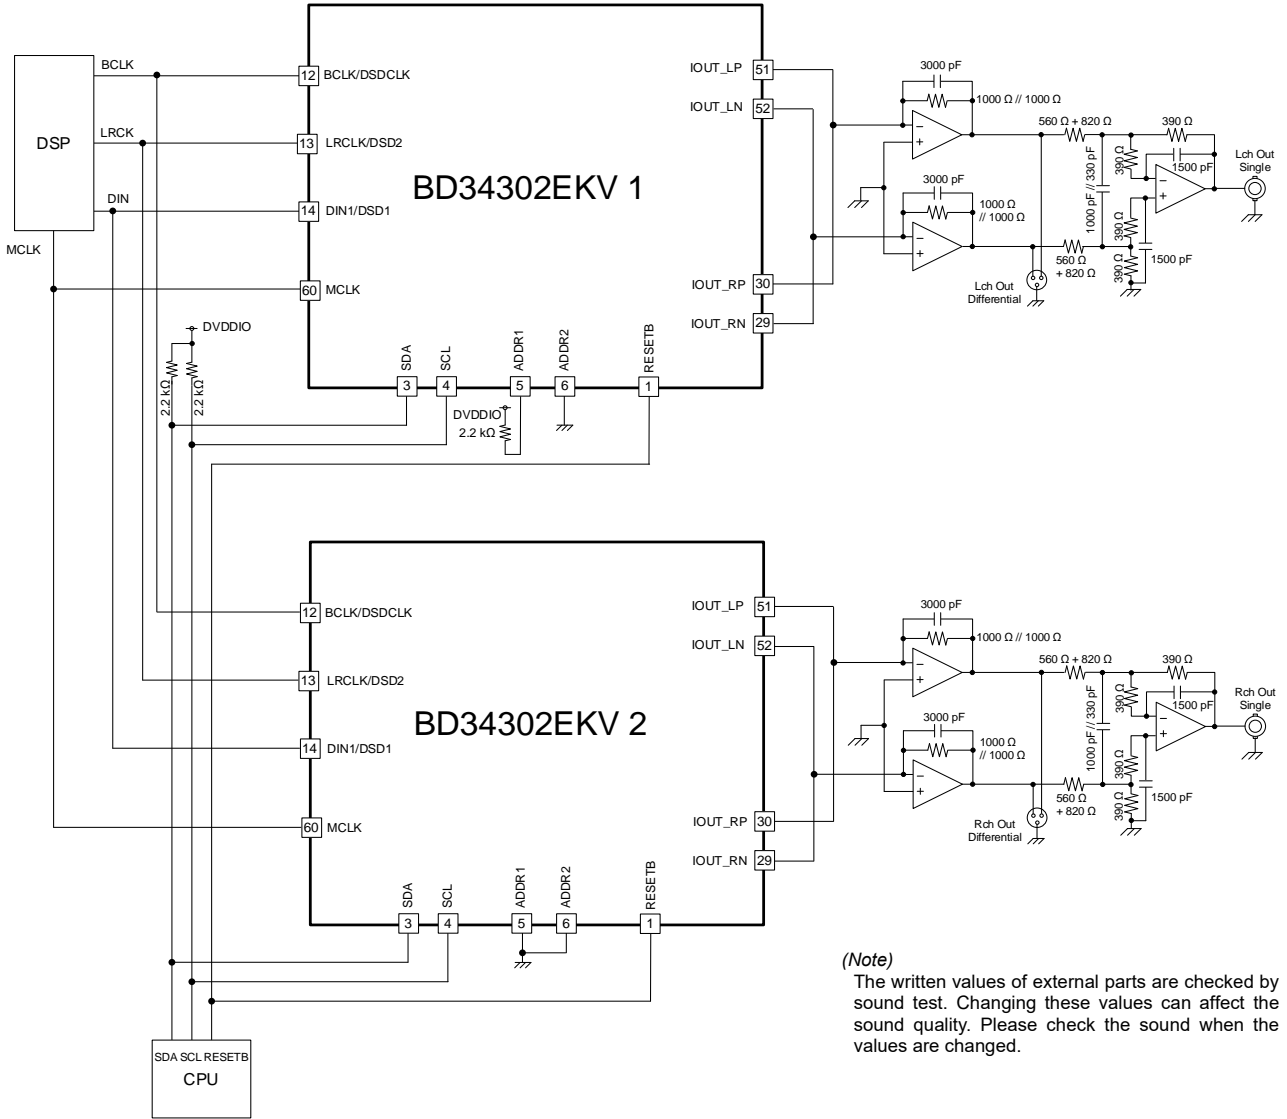 BCLK
DSP
LRCK
DIN
MCLK
12 BCLK/DSDCLK
13 LRCLK/DSD2
14 DIN1/DSD1
60 MCLK
BD34302EKV 1
IOUT_LP 51
IOUT_LN 52
IOUT_RP 30
IOUT_RN 29
SDA
SCL
ADDR1
ADDR2
RESETB
3
4
5
6
1
DVDDIO
2.2 kΩ
2.2 kΩ
DVDDIO
2.2 kΩ
3000 pF
1000 Ω // 1000 Ω
−
+
3000 pF
1000 Ω
// 1000 Ω
−
+
560 Ω + 820 Ω
390 Ω
390 Ω
1500 pF
1000 pF // 330 pF
−
+
390 Ω
390 Ω
1500 pF
560 Ω
+ 820 Ω
Lch Out
Differential
Lch Out
Single
12 BCLK/DSDCLK
13 LRCLK/DSD2
14 DIN1/DSD1
60 MCLK
BD34302EKV 2
IOUT_LP 51
IOUT_LN 52
IOUT_RP 30
IOUT_RN 29
SDA
SCL
ADDR1
ADDR2
RESETB
3
4
5
6
1
3000 pF
1000 Ω // 1000 Ω
−
+
3000 pF
1000 Ω
// 1000 Ω
−
+
560 Ω + 820 Ω
390 Ω
390 Ω
1500 pF
1000 pF // 330 pF
−
+
390 Ω
390 Ω
1500 pF
560 Ω
+ 820 Ω
Rch Out
Differential
Rch Out
Single
SDA SCL RESETB
CPU
(Note)
The written values of external parts are checked by
sound test. Changing these values can affect the
sound quality. Please check the sound when the
values are changed.